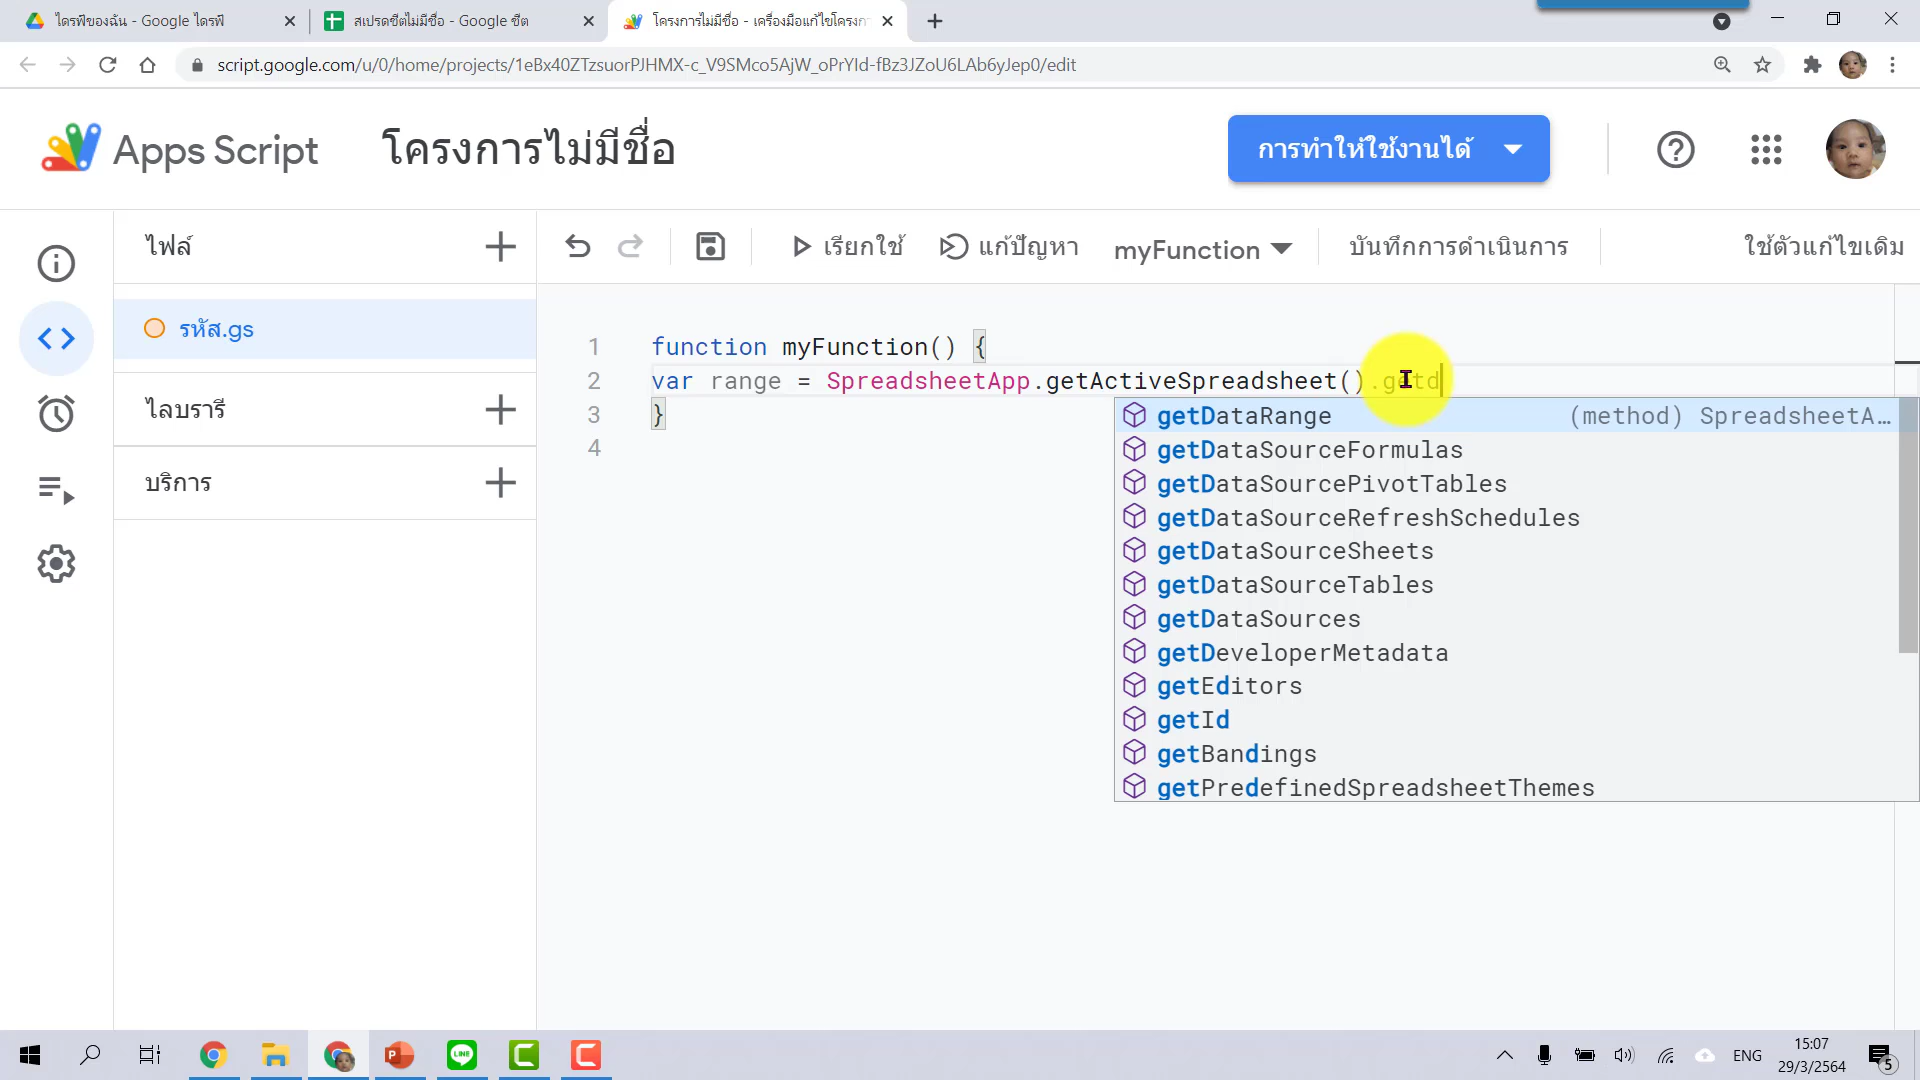 ไดรฟ์ของฉัน - Google ไดรฟ์
สเปรดชีตไม่มีชื่อ - Google ชีต
โครงการไม่มีชื่อ - เครื่องมือแก้ไขโครงกา
script.google.com/u/0/home/projects/1eBx40ZTzsuorPJHMX-c_V9SMco5AjW_oPrYId-fBz3JZoU6LAb6yJep0/edit
Apps Script
โครงการไม่มีชื่อ
การทำให้ใช้งานได้
ไฟล์
เรียกใช้
แก้ปัญหา
myFunction
บันทึกการดำเนินการ
ใช้ตัวแก้ไขเดิม
รหัส.gs
ไลบรารี
บริการ
1 function myFunction() {
2 var range = SpreadsheetApp.getActiveSpreadsheet().getd
3 }
4
getDataRange (method) SpreadsheetA…
getDataSourceFormulas
getDataSourcePivotTables
getDataSourceRefreshSchedules
getDataSourceSheets
getDataSourceTables
getDataSources
getDeveloperMetadata
getEditors
getId
getBandings
getPredefinedSpreadsheetThemes
LINE
ENG
15:07
29/3/2564
5